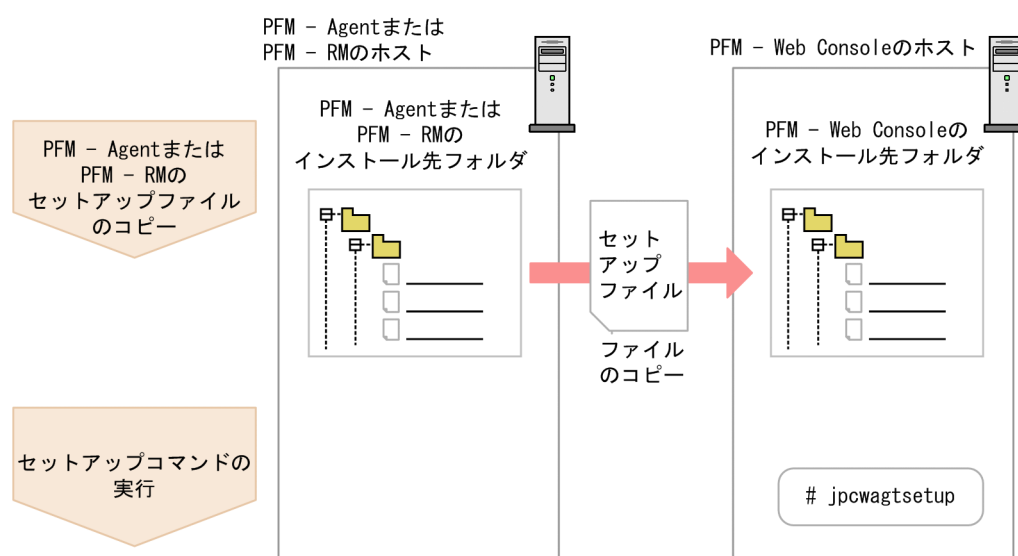 PFM - Agentまたは
PFM - RMのホスト
PFM - Web Consoleのホスト
PFM - Agentまたは
PFM - RMの
セットアップファイル
のコピー
PFM - Agentまたは
PFM - RMの
インストール先フォルダ
セット
アップ
ファイル
ファイル
のコピー
PFM - Web Consoleの
インストール先フォルダ
セットアップコマンドの
実行
# jpcwagtsetup